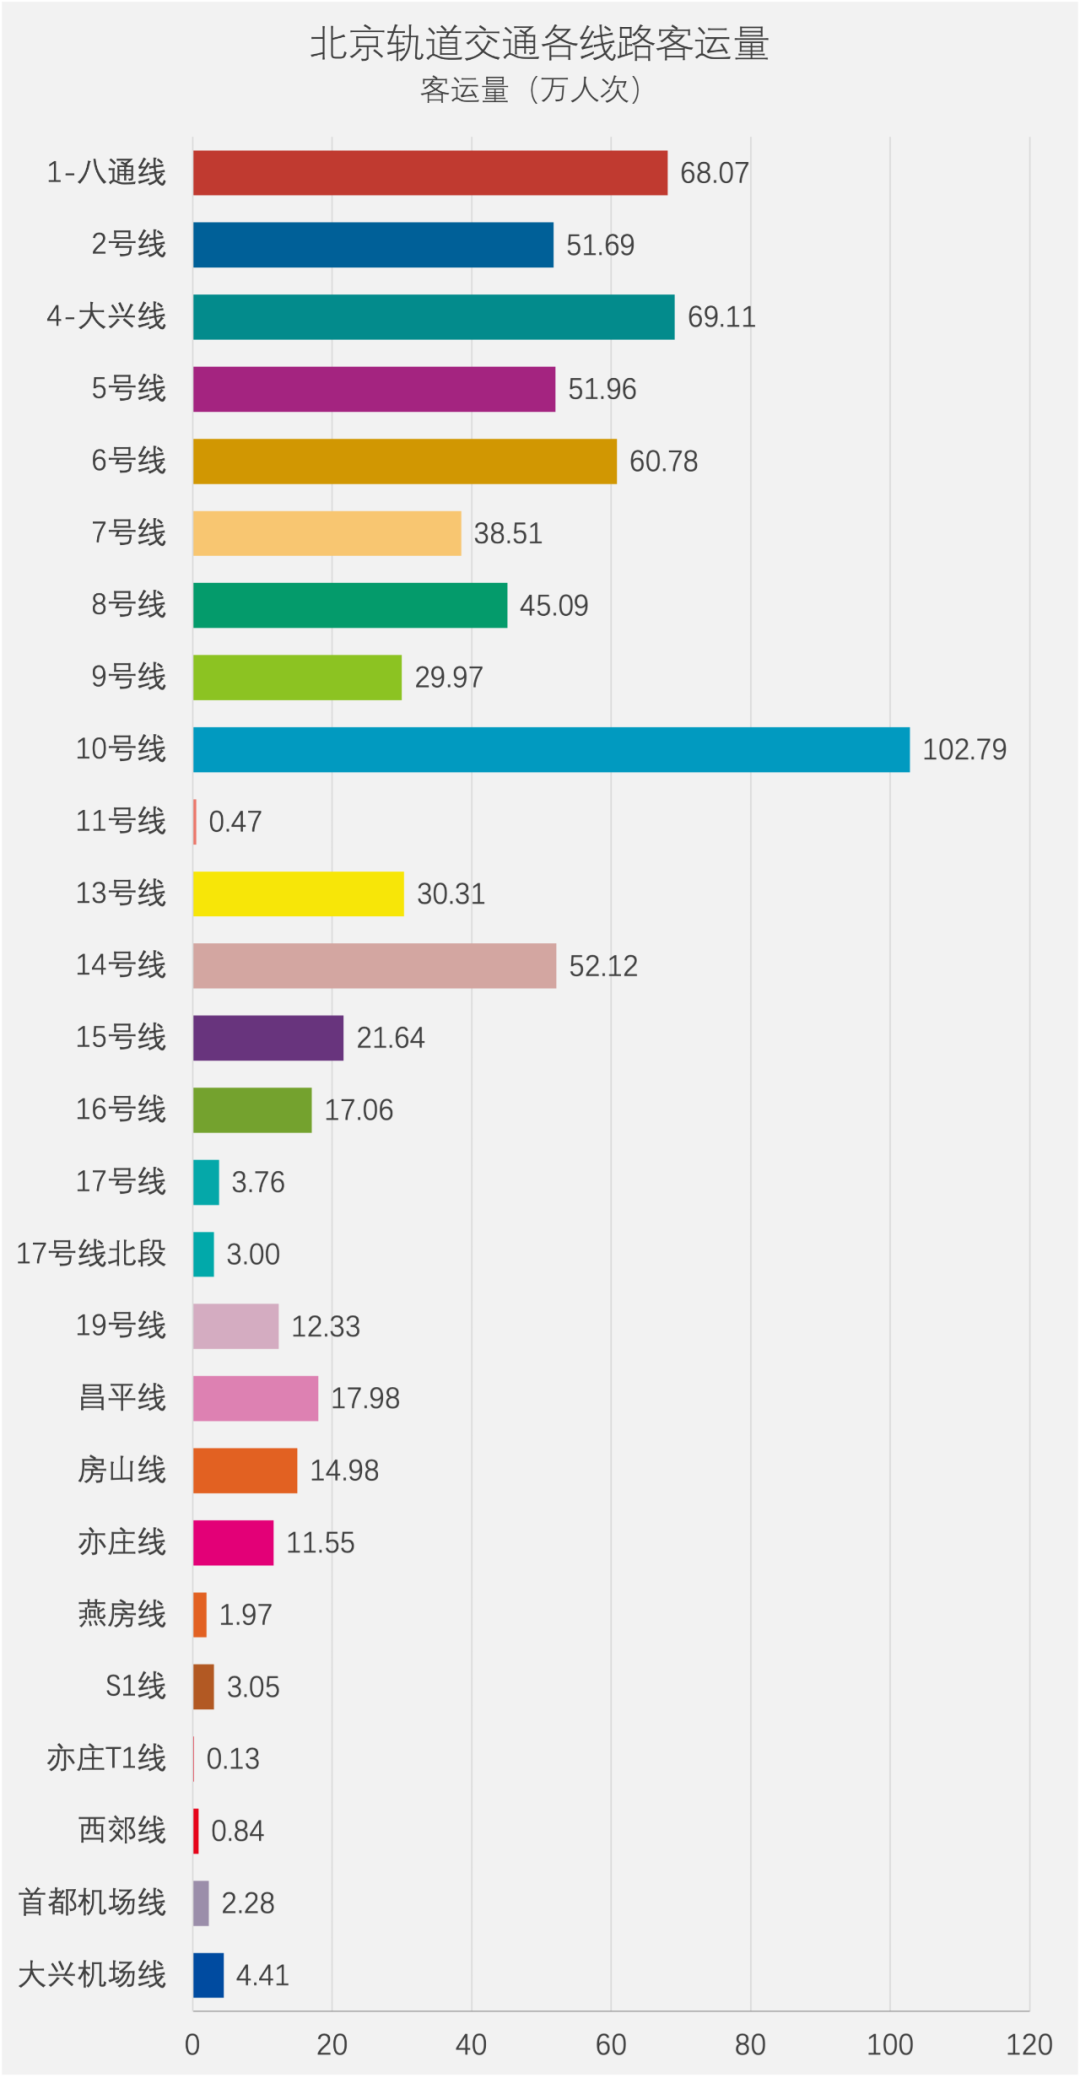 北京轨道交通各线路客运量
客运量（万人次）
1-八通线 68.07
2号线 51.69
4-大兴线 69.11
5号线 51.96
6号线 60.78
7号线 38.51
8号线 45.09
9号线 29.97
10号线 102.79
11号线 0.47
13号线 30.31
14号线 52.12
15号线 21.64
16号线 17.06
17号线 3.76
17号线北段 3.00
19号线 12.33
昌平线 17.98
房山线 14.98
亦庄线 11.55
燕房线 1.97
S1线 3.05
亦庄T1线 0.13
西郊线 0.84
首都机场线 2.28
大兴机场线 4.41
0 20 40 60 80 100 120